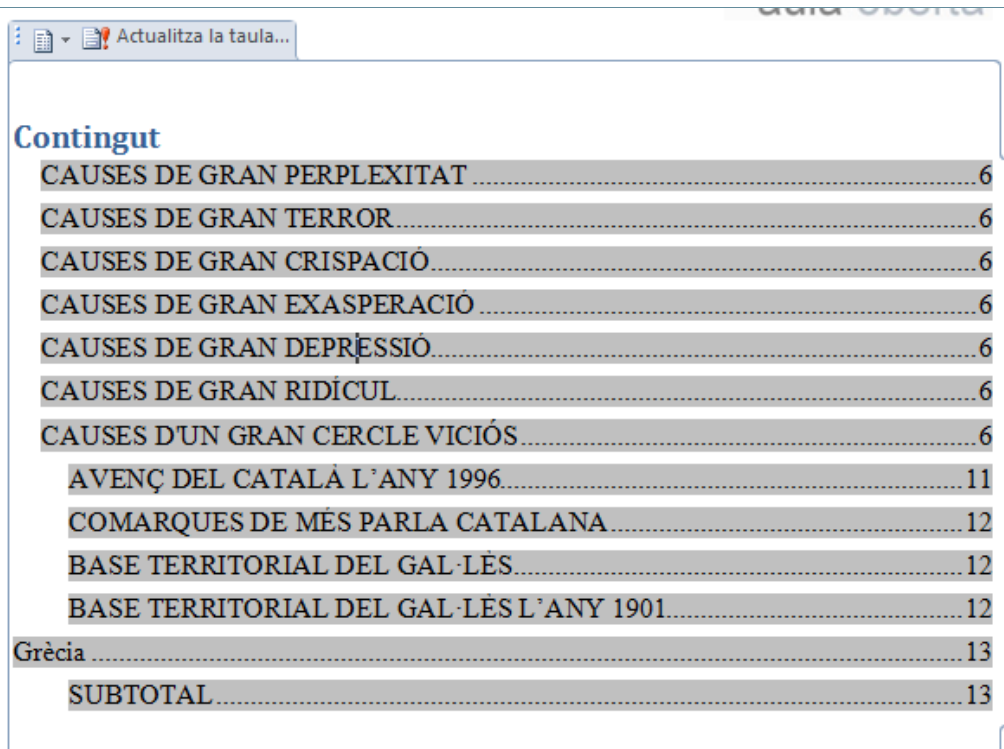 aula oberta
Actualitza la taula...
Contingut
CAUSES DE GRAN PERPLEXITAT 6
CAUSES DE GRAN TERROR 6
CAUSES DE GRAN CRISPACIÓ 6
CAUSES DE GRAN EXASPERACIÓ 6
CAUSES DE GRAN DEPRESSIÓ 6
CAUSES DE GRAN RIDÍCUL 6
CAUSES D'UN GRAN CERCLE VICIÓS 6
AVENÇ DEL CATALÀ L’ANY 1996 11
COMARQUES DE MÉS PARLA CATALANA 12
BASE TERRITORIAL DEL GAL·LÈS 12
BASE TERRITORIAL DEL GAL·LÈS L’ANY 1901 12
Grècia 13
SUBTOTAL 13